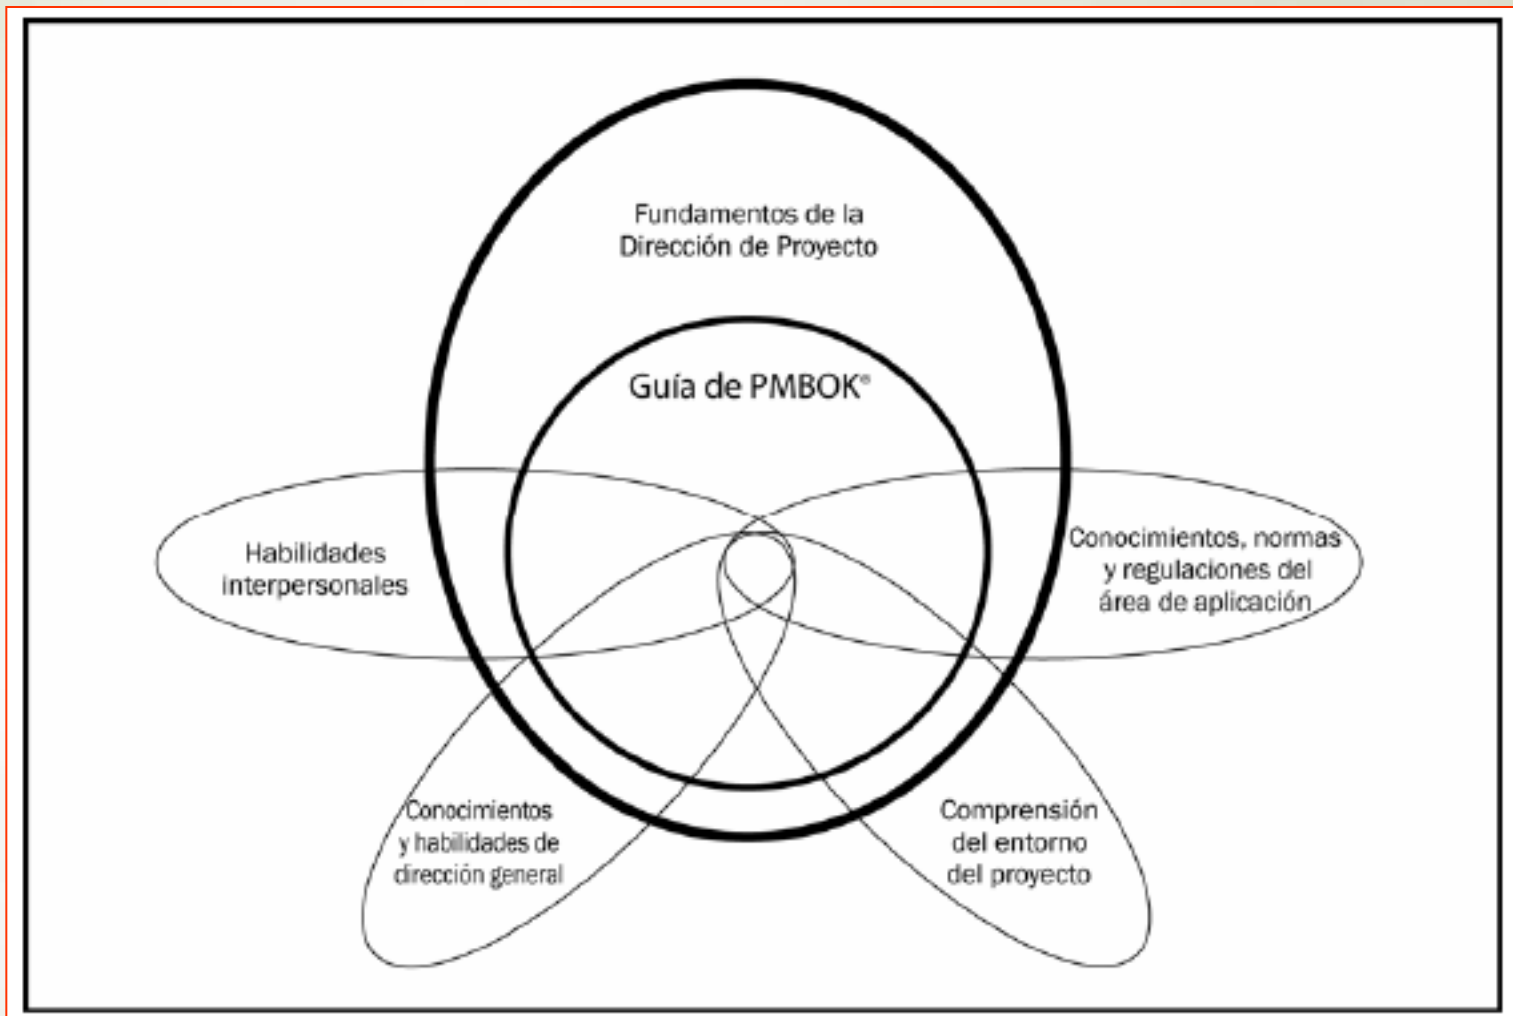 Fundamentos de la
Dirección de Proyecto
Guía de PMBOK®
Habilidades
interpersonales
Conocimientos, normas
y regulaciones del
área de aplicación
Conocimientos
y habilidades de
dirección general
Comprensión
del entorno
del proyecto